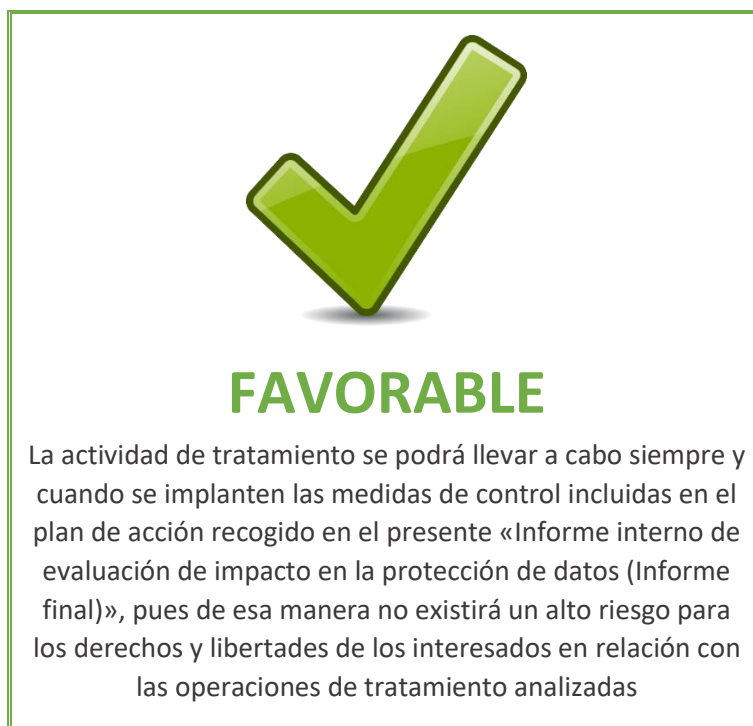 FAVORABLE
La actividad de tratamiento se podrá llevar a cabo siempre y
cuando se implanten las medidas de control incluidas en el
plan de acción recogido en el presente «Informe interno de
evaluación de impacto en la protección de datos (Informe
final)», pues de esa manera no existirá un alto riesgo para
los derechos y libertades de los interesados en relación con
las operaciones de tratamiento analizadas